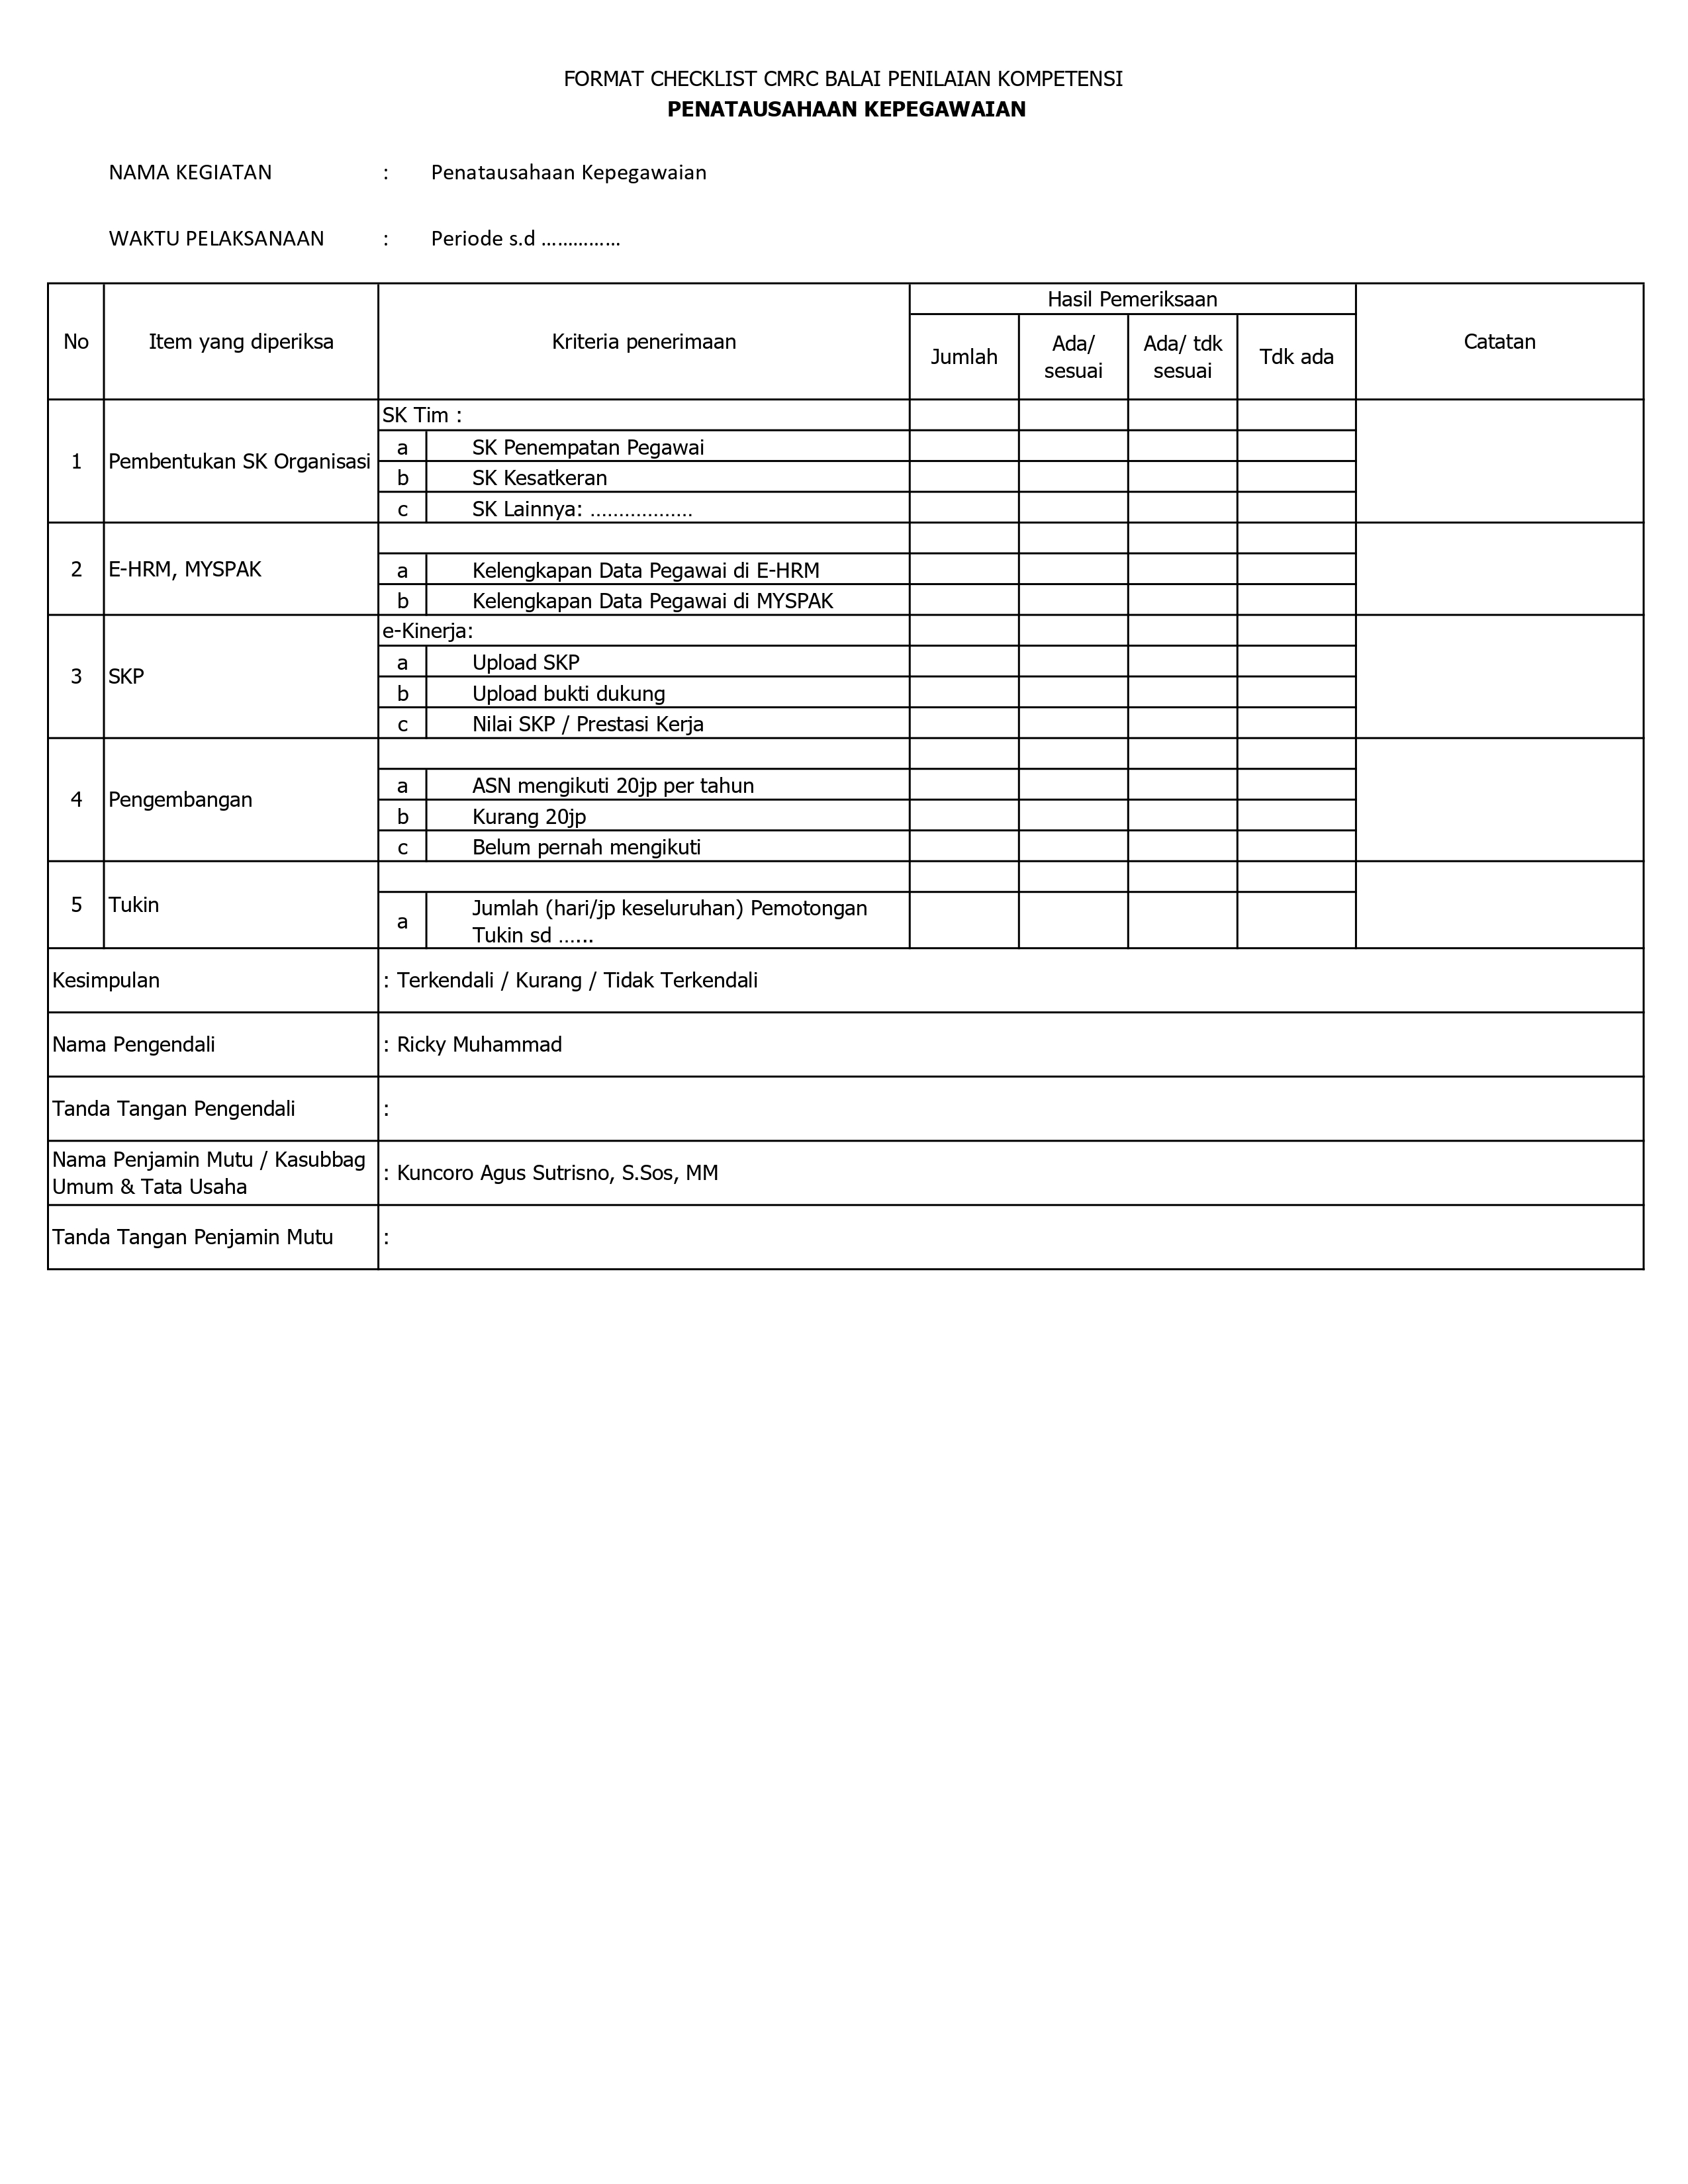 FORMAT CHECKLIST CMRC BALAI PENILAIAN KOMPETENSI
PENATAUSAHAAN KEPEGAWAIAN
NAMA KEGIATAN : Penatausahaan Kepegawaian
WAKTU PELAKSANAAN : Periode s.d ...............
No Item yang diperiksa Kriteria penerimaan Hasil Pemeriksaan Catatan
Jumlah Ada/ sesuai Ada/ tdk sesuai Tdk ada
1 Pembentukan SK Organisasi SK Tim :
a SK Penempatan Pegawai
b SK Kesatkeran
c SK Lainnya: ..................
2 E-HRM, MYSPAK
a Kelengkapan Data Pegawai di E-HRM
b Kelengkapan Data Pegawai di MYSPAK
3 SKP e-Kinerja:
a Upload SKP
b Upload bukti dukung
c Nilai SKP / Prestasi Kerja
4 Pengembangan
a ASN mengikuti 20jp per tahun
b Kurang 20jp
c Belum pernah mengikuti
5 Tukin
a Jumlah (hari/jp keseluruhan) Pemotongan
Tukin sd ......
Kesimpulan : Terkendali / Kurang / Tidak Terkendali
Nama Pengendali : Ricky Muhammad
Tanda Tangan Pengendali :
Nama Penjamin Mutu / Kasubbag
Umum & Tata Usaha : Kuncoro Agus Sutrisno, S.Sos, MM
Tanda Tangan Penjamin Mutu :